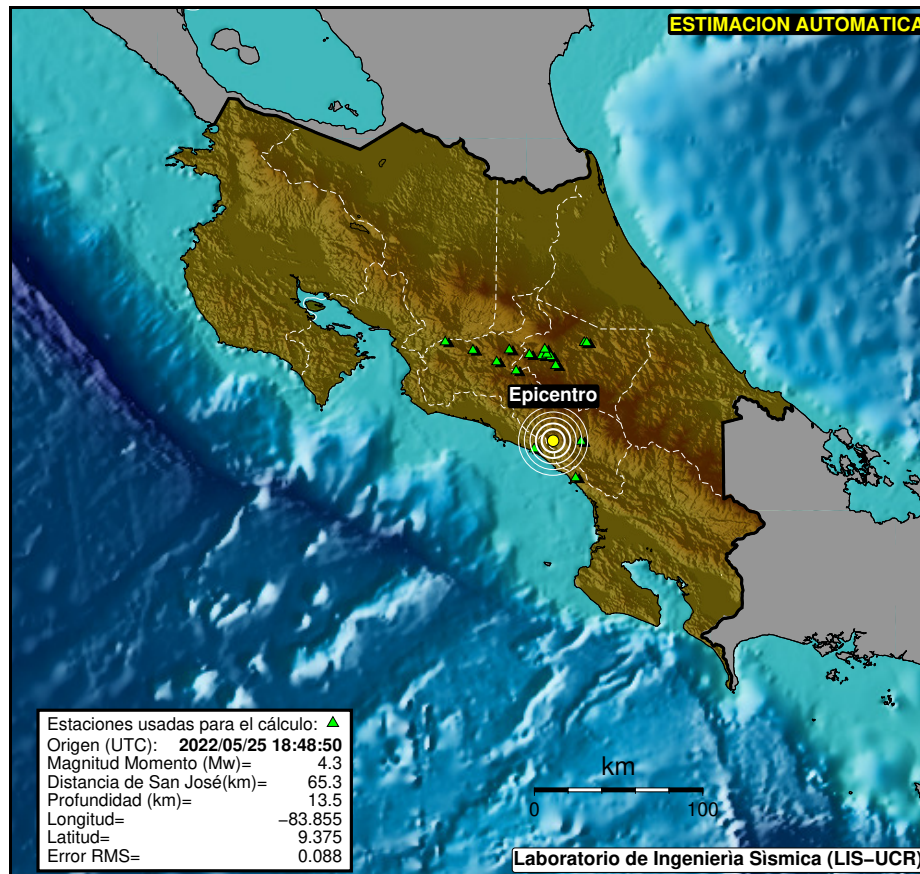 ESTIMACION AUTOMATICA
Epicentro
Estaciones usadas para el cálculo:
Origen (UTC): 2022/05/25 18:48:50
Magnitud Momento (Mw)= 4.3
Distancia de San José(km)= 65.3
Profundidad (km)= 13.5
Longitud= −83.855
Latitud= 9.375
Error RMS= 0.088
km
0 100
Laboratorio de Ingenierìa Sìsmica (LIS−UCR)